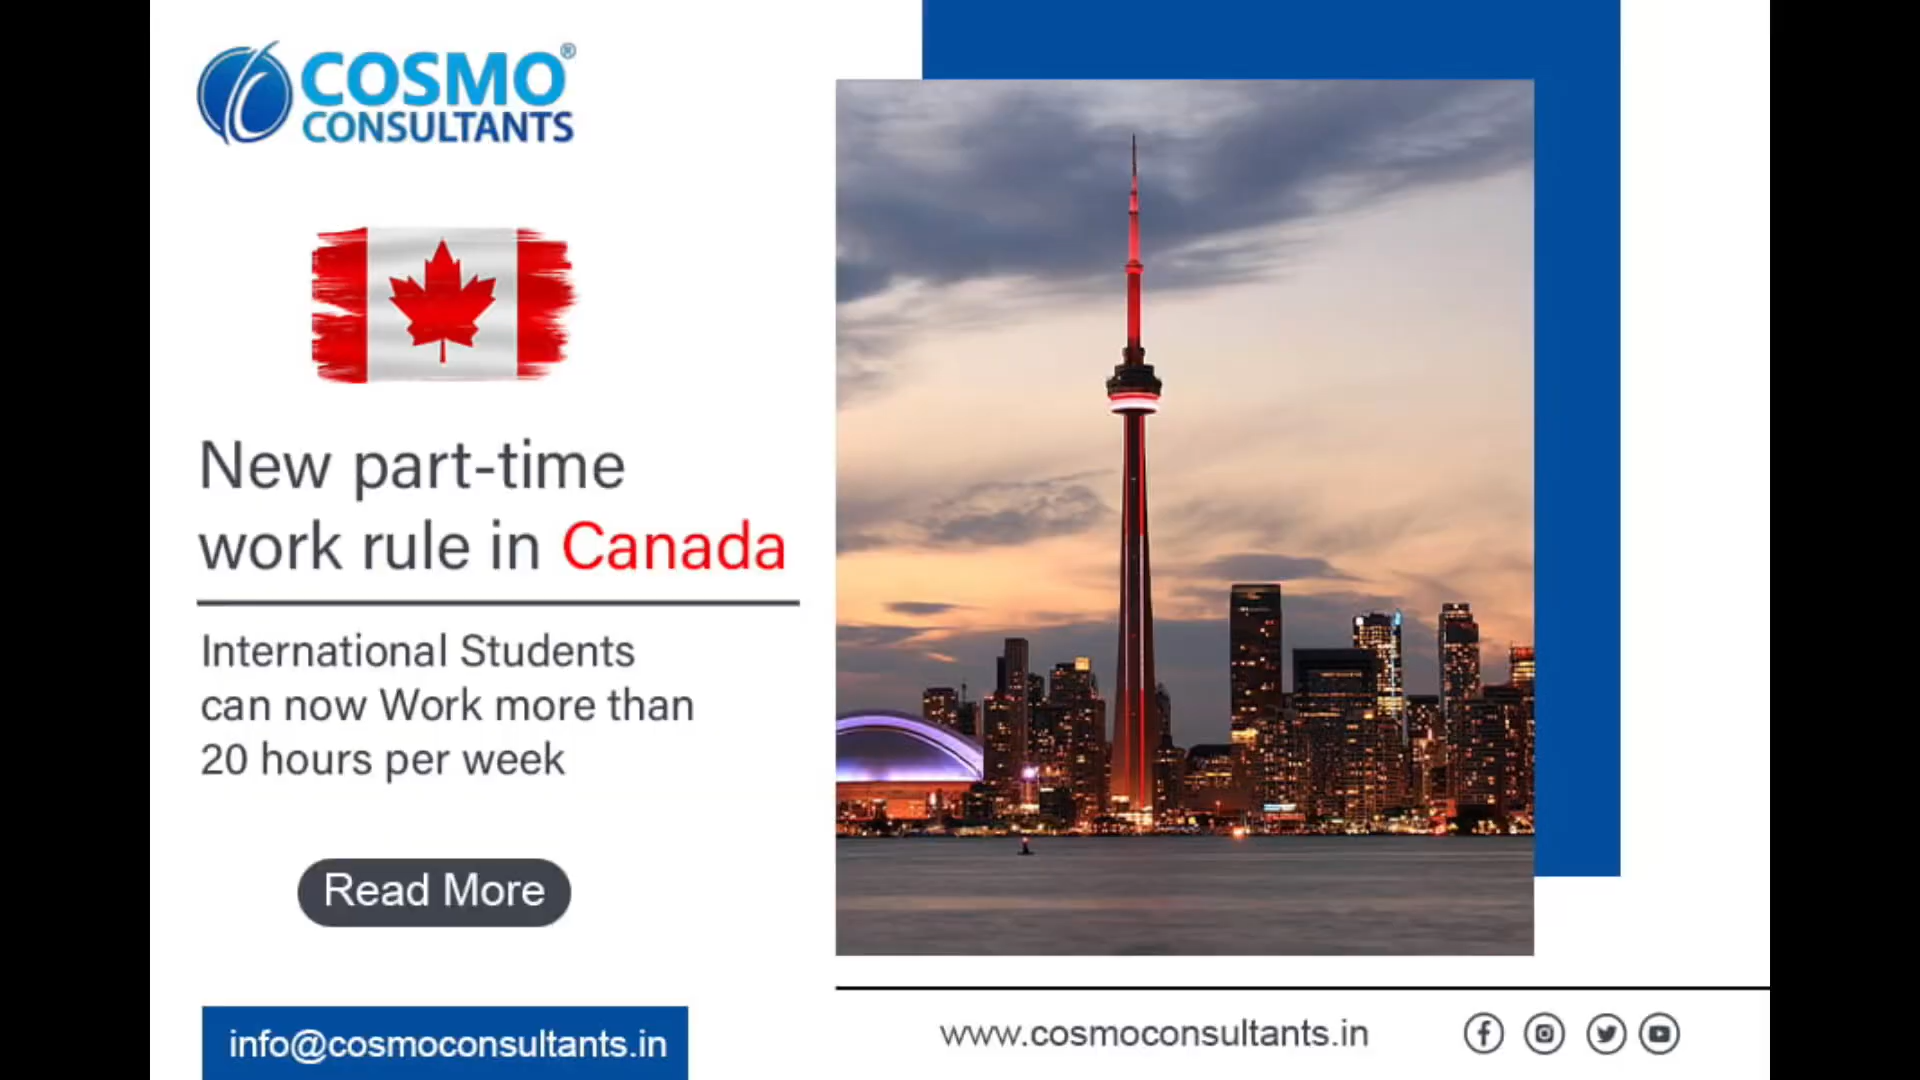 COSMO®
CONSULTANTS
New part-time
work rule in Canada
International Students
can now Work more than
20 hours per week
Read More
info@cosmoconsultants.in
www.cosmoconsultants.in